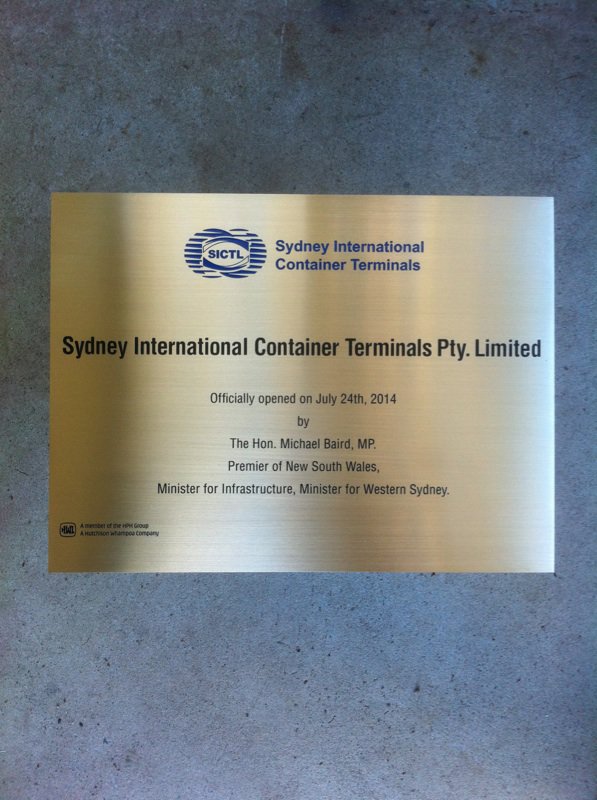 SICTL
Sydney International
Container Terminals
Sydney International Container Terminals Pty. Limited
Officially opened on July 24th, 2014
by
The Hon. Michael Baird, MP.
Premier of New South Wales,
Minister for Infrastructure, Minister for Western Sydney.
HWL
A member of the HPH Group
A Hutchison Whampoa Company